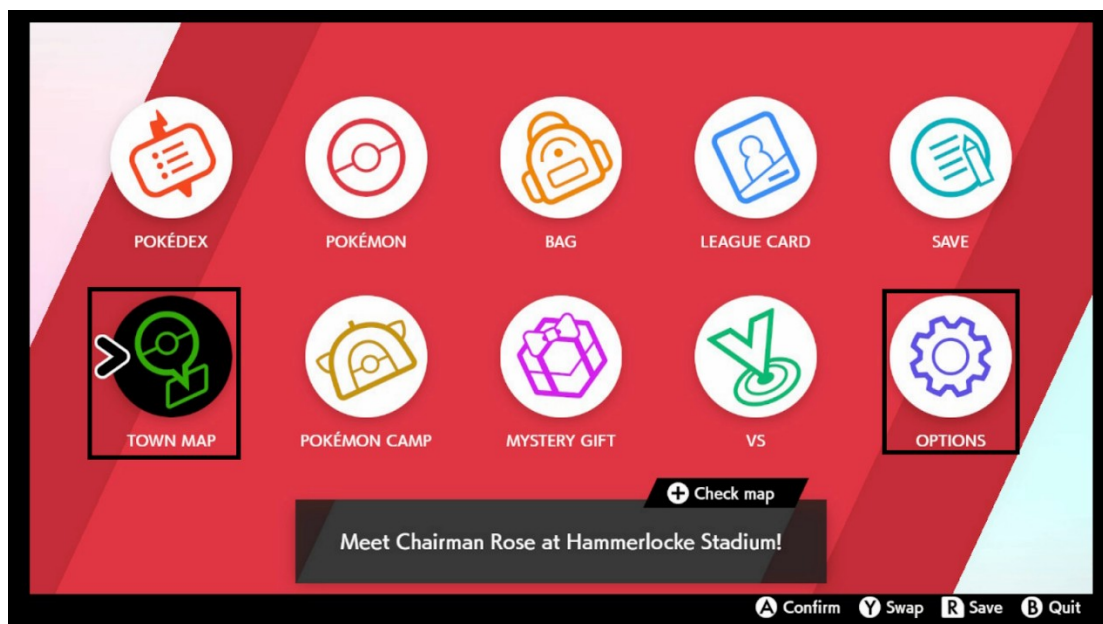 POKÉDEX
POKÉMON
BAG
LEAGUE CARD
SAVE
TOWN MAP
POKÉMON CAMP
MYSTERY GIFT
VS
OPTIONS
+ Check map
Meet Chairman Rose at Hammerlocke Stadium!
A Confirm Y Swap R Save B Quit